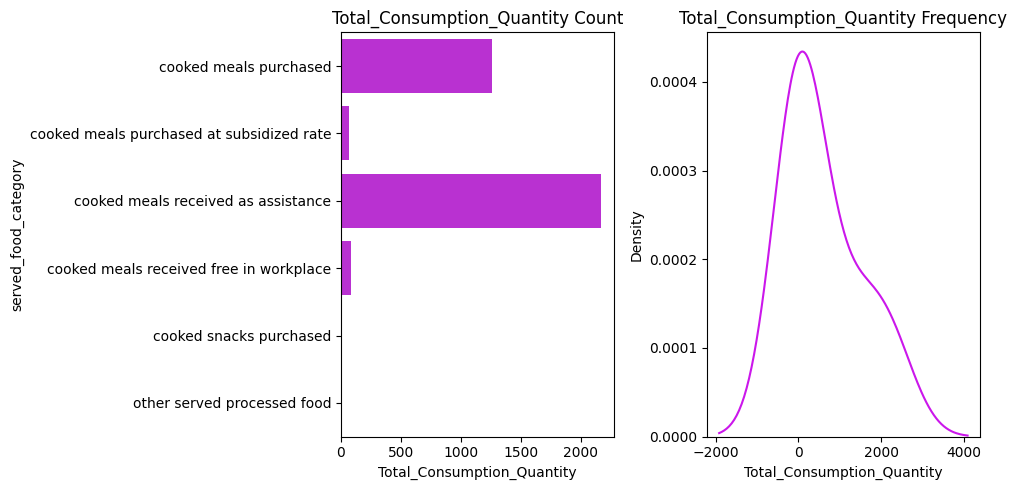 Total_Consumption_Quantity Count
served_food_category
cooked meals purchased
cooked meals purchased at subsidized rate
cooked meals received as assistance
cooked meals received free in workplace
cooked snacks purchased
other served processed food
0 500 1000 1500 2000
Total_Consumption_Quantity
Total_Consumption_Quantity Frequency
Density
0.0004
0.0003
0.0002
0.0001
0.0000
−2000 0 2000 4000
Total_Consumption_Quantity